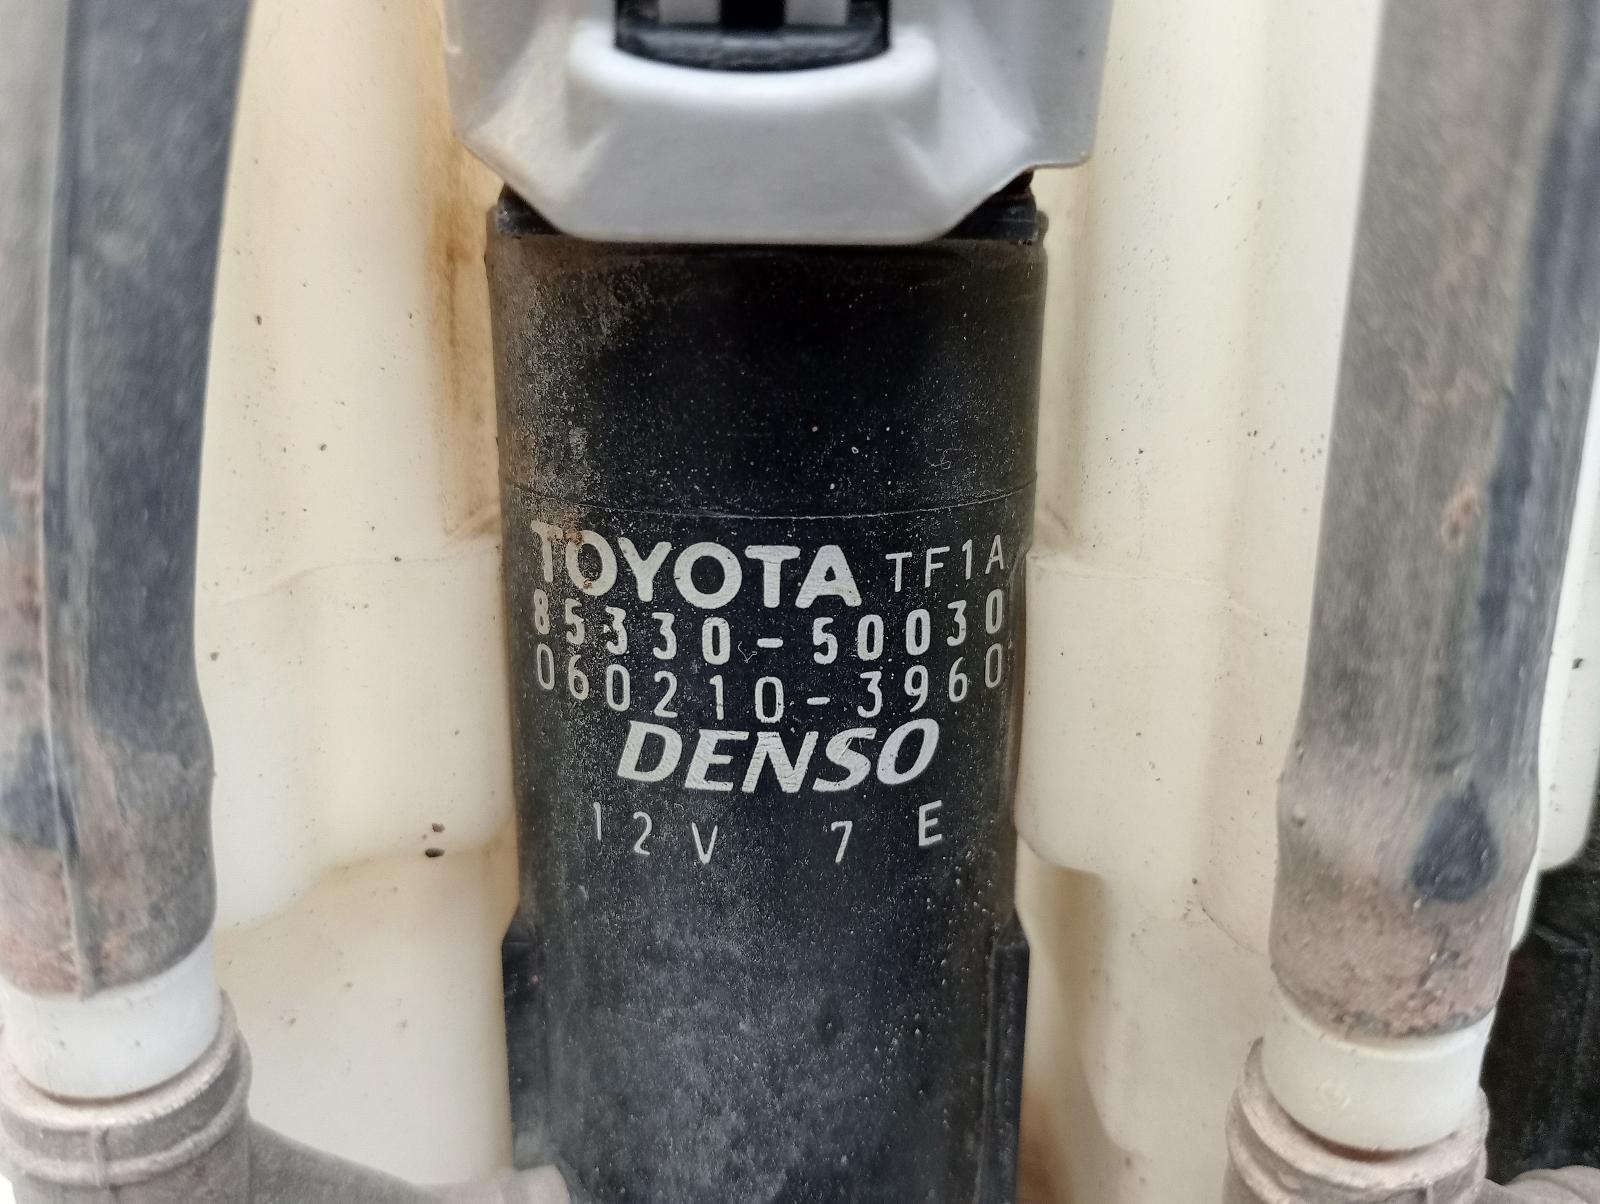 TOYOTA TF1A
85330-50030
060210-3960
DENSO
12V 7 E